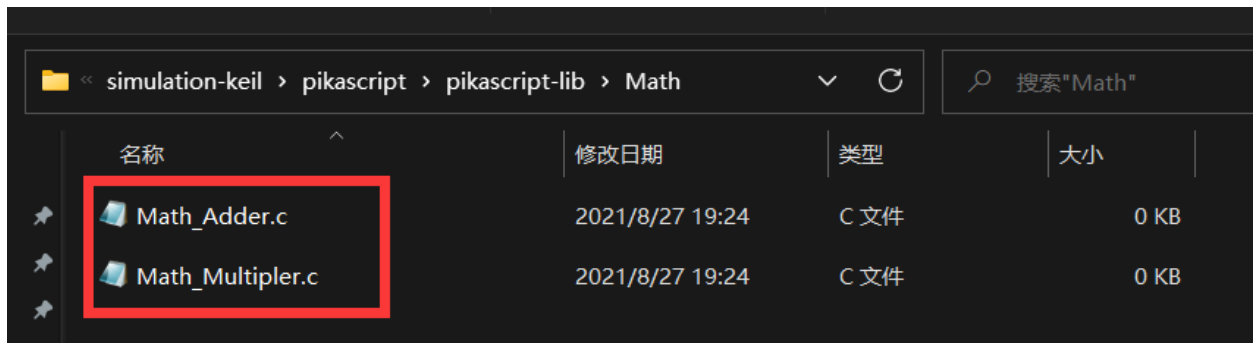 « simulation-keil › pikascript › pikascript-lib › Math 搜索"Math"
名称 修改日期 类型 大小
Math_Adder.c 2021/8/27 19:24 C 文件 0 KB
Math_Multipler.c 2021/8/27 19:24 C 文件 0 KB